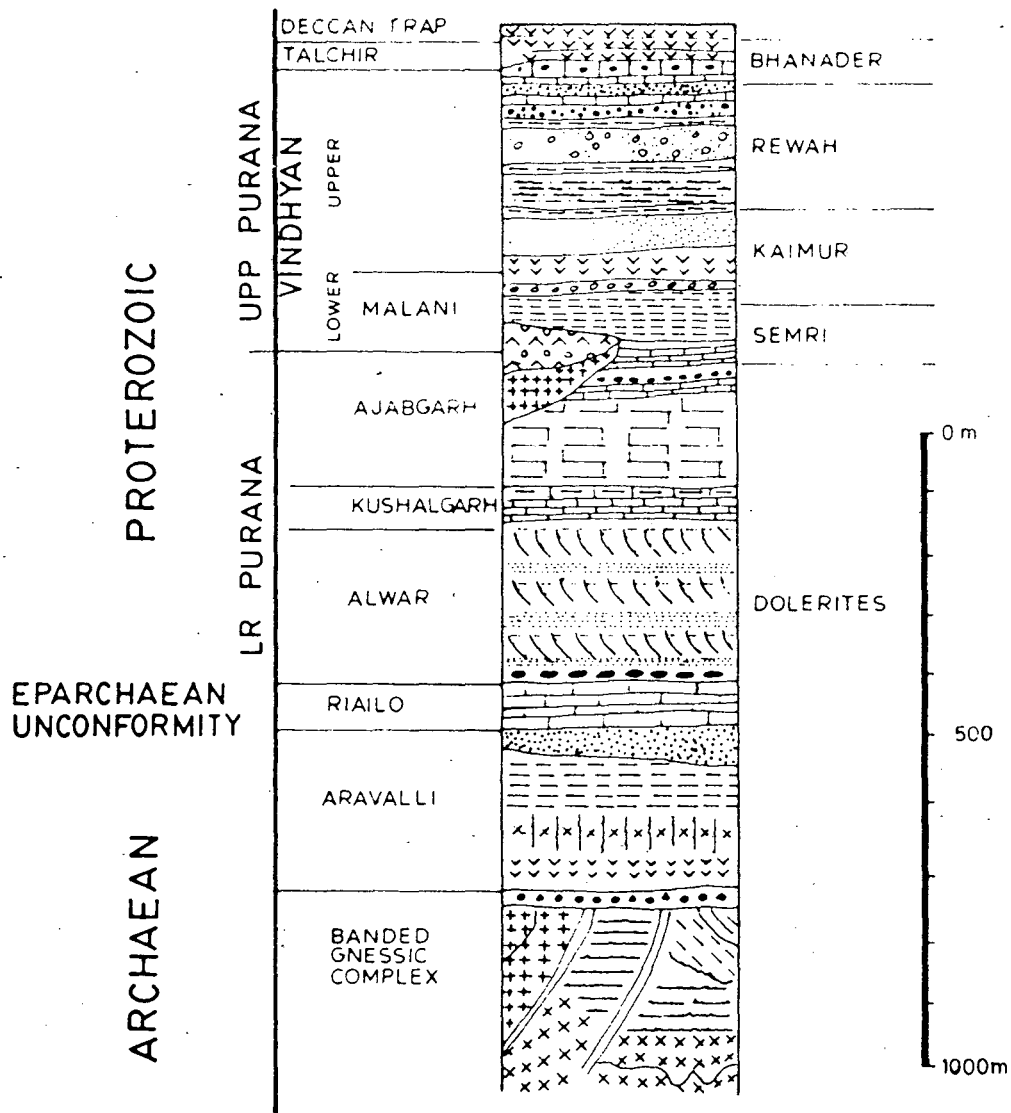 DECCAN TRAP
TALCHIR
BHANADER
UPP PURANA
VINDHYAN
UPPER
REWAH
KAIMUR
PROTEROZOIC
LOWER
MALANI
SEMRI
AJABGARH
0 m
LR PURANA
KUSHALGARH
ALWAR
DOLERITES
EPARCHAEAN
UNCONFORMITY
RIAILO
500
ARAVALLI
ARCHAEAN
BANDED
GNESSIC
COMPLEX
1000m